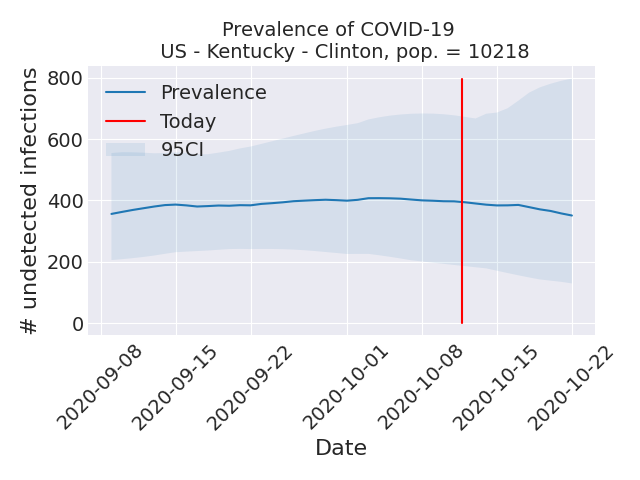 Prevalence of COVID-19
US - Kentucky - Clinton, pop. = 10218
# undetected infections
800
600
400
200
0
Prevalence
Today
95CI
2020-09-08
2020-09-15
2020-09-22
2020-10-01
2020-10-08
2020-10-15
2020-10-22
Date